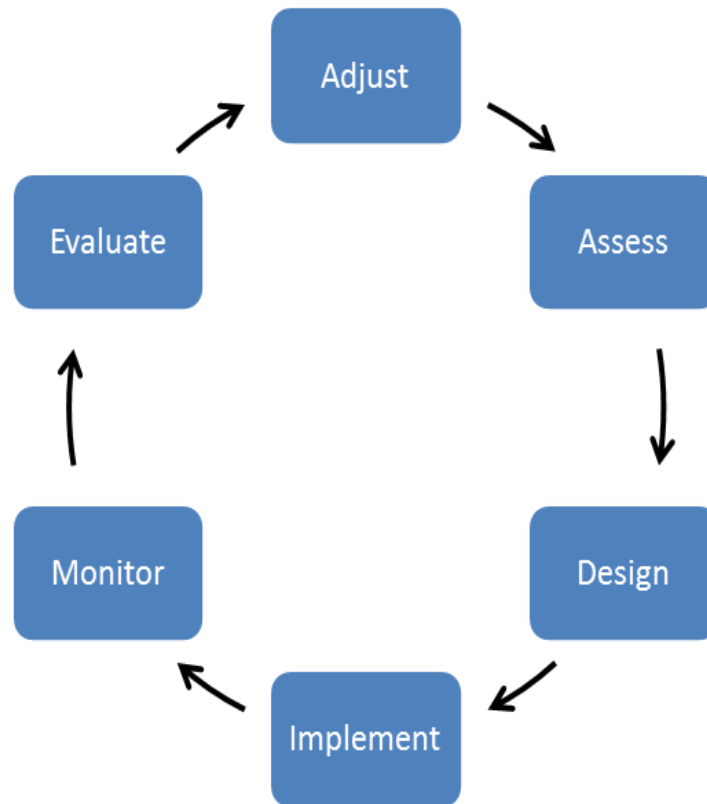 Adjust
Assess
Design
Implement
Monitor
Evaluate